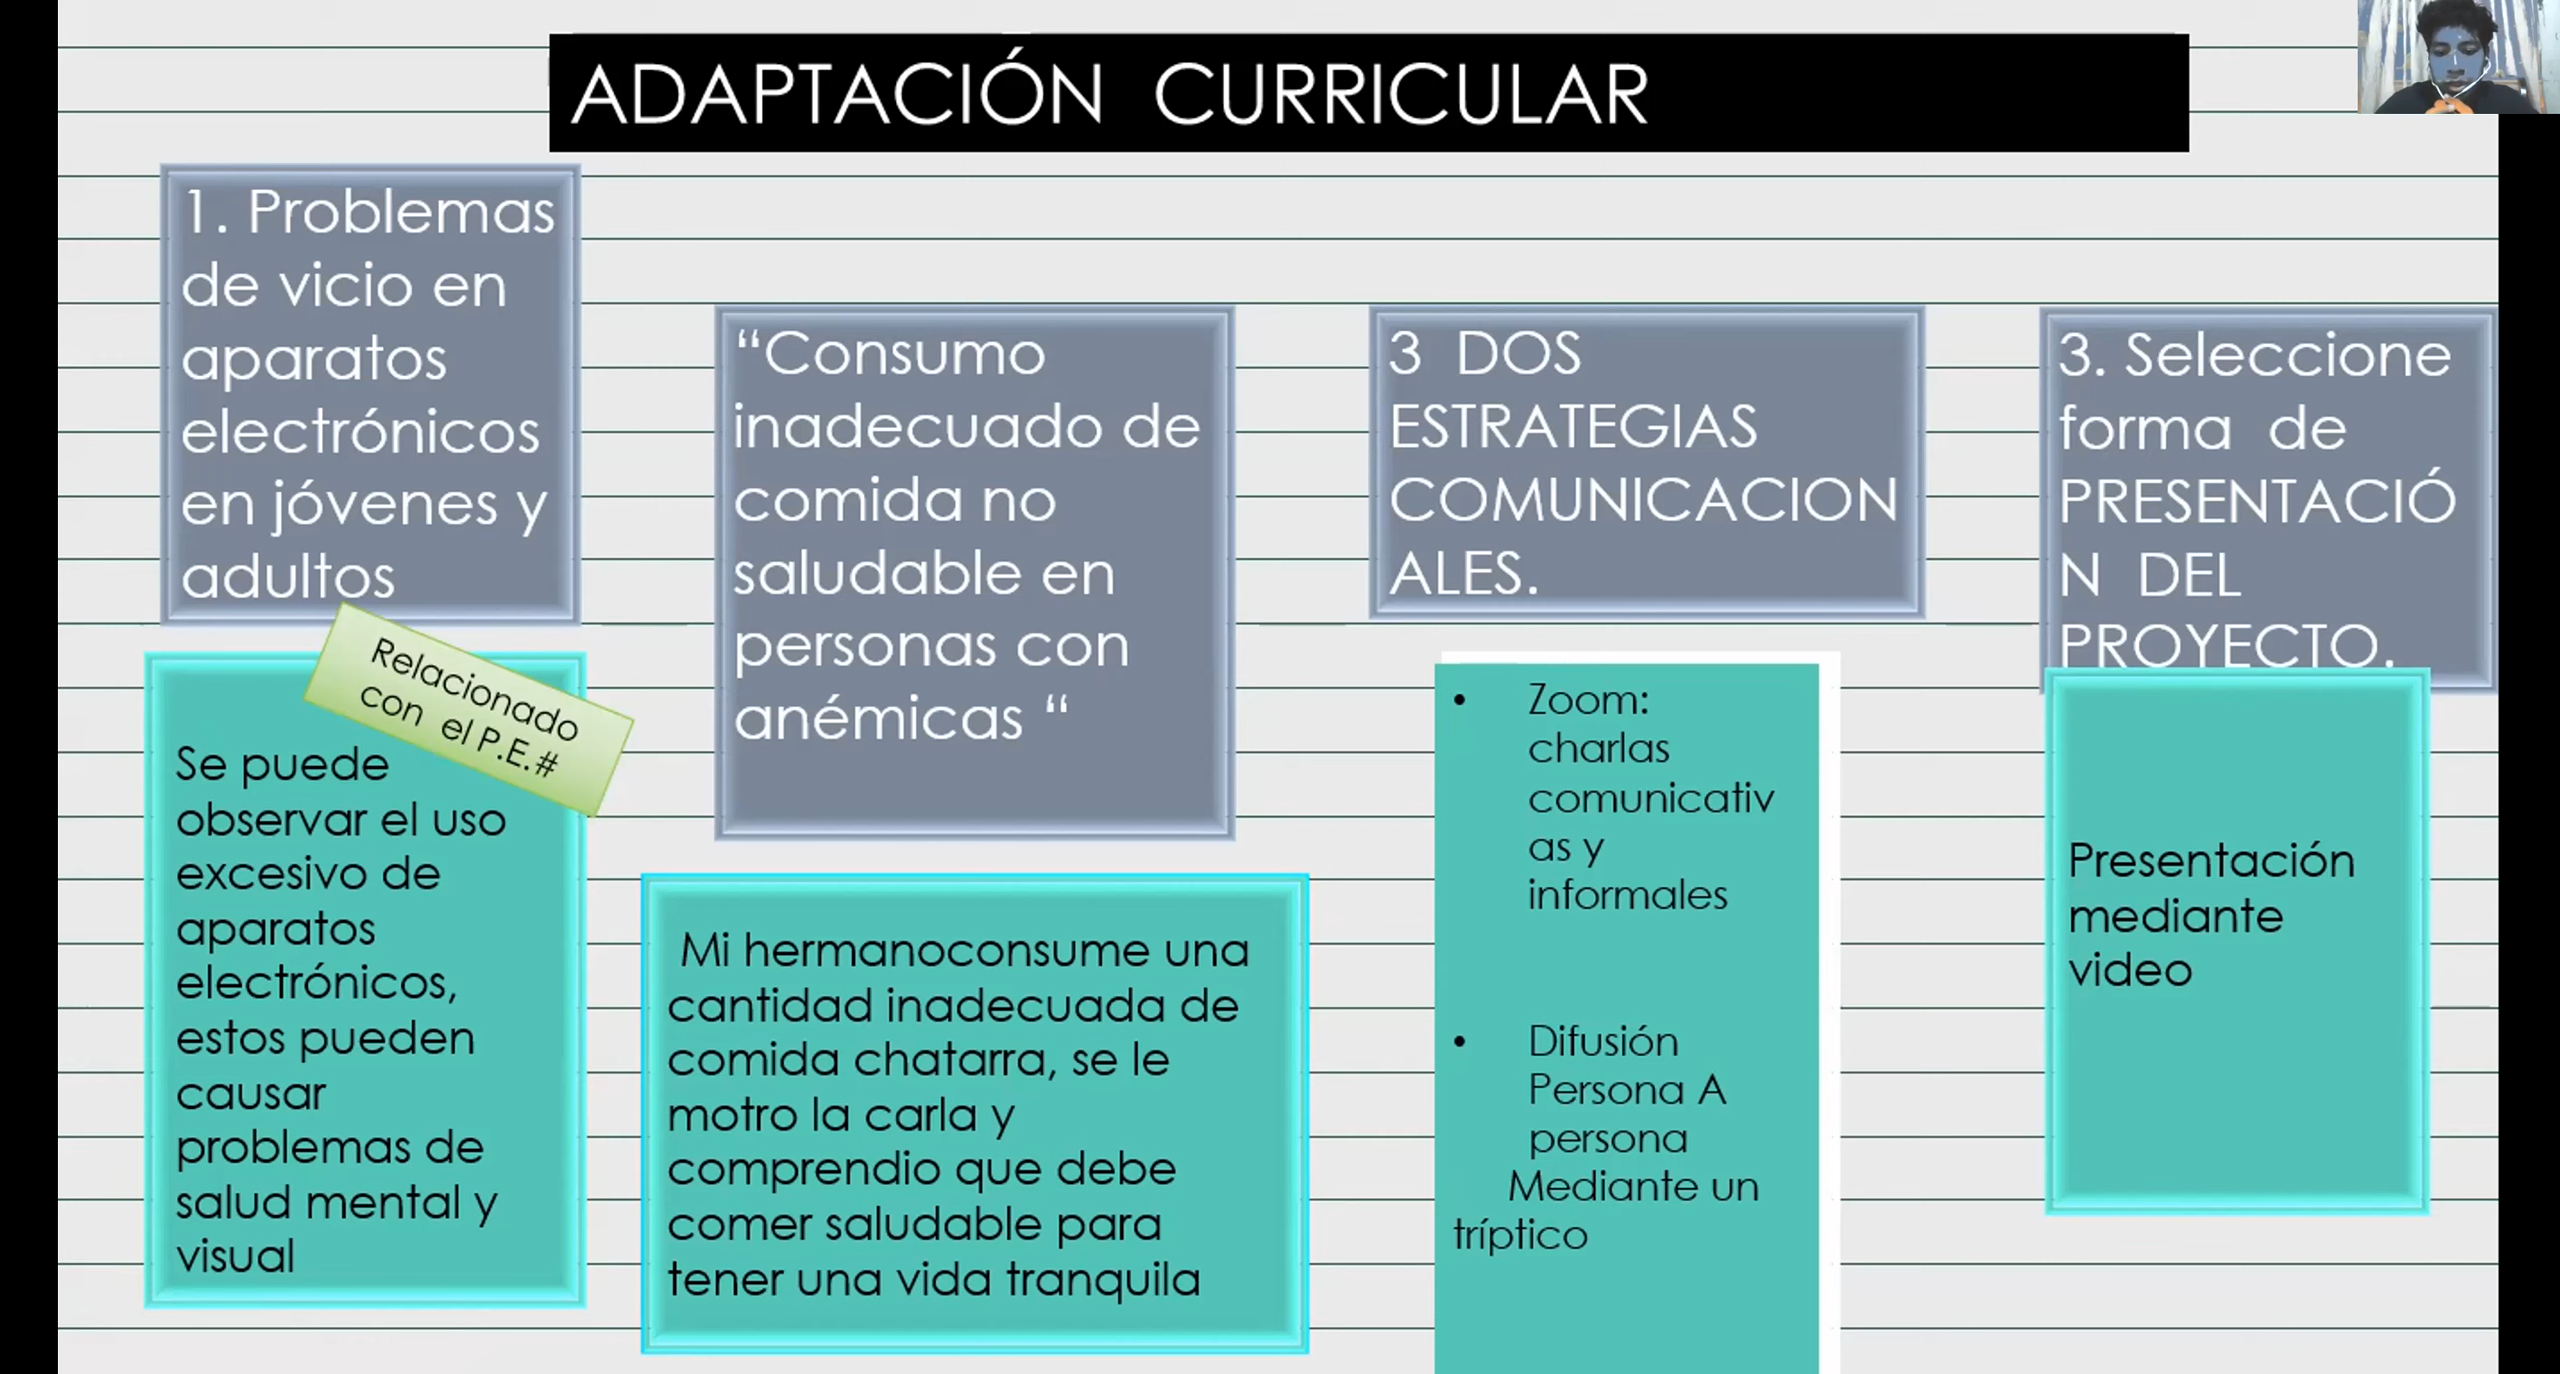 ADAPTACIÓN CURRICULAR
1. Problemas
de vicio en
aparatos
electrónicos
en jóvenes y
adultos
Relacionado
con el P.E.#
Se puede
observar el uso
excesivo de
aparatos
electrónicos,
estos pueden
causar
problemas de
salud mental y
visual
“Consumo
inadecuado de
comida no
saludable en
personas con
anémicas “
Mi hermanoconsume una
cantidad inadecuada de
comida chatarra, se le
motro la carla y
comprendio que debe
comer saludable para
tener una vida tranquila
3 DOS
ESTRATEGIAS
COMUNICACION
ALES.
• Zoom:
charlas
comunicativ
as y
informales
• Difusión
Persona A
persona
Mediante un
tríptico
3. Seleccione
forma de
PRESENTACIÓ
N DEL
PROYECTO.
Presentación
mediante
video